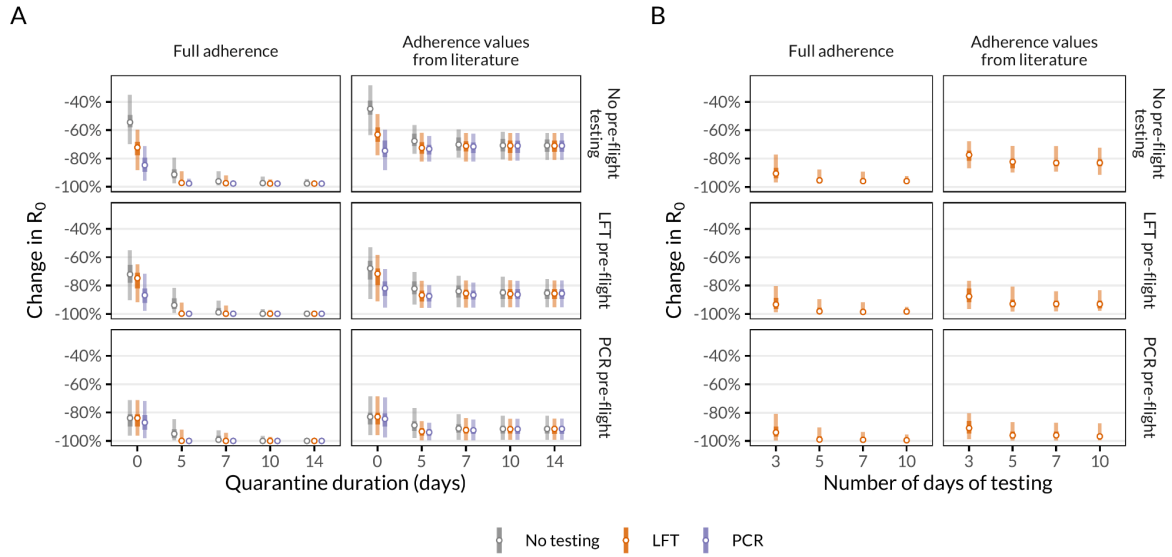 A
B
Full adherence
Adherence values
from literature
Full adherence
Adherence values
from literature
-40%
-60%
-80%
-100%
No pre-flight
testing
-40%
-60%
-80%
-100%
No pre-flight
testing
-40%
-60%
-80%
-100%
LFT pre-flight
-40%
-60%
-80%
-100%
LFT pre-flight
-40%
-60%
-80%
-100%
PCR pre-flight
-40%
-60%
-80%
-100%
PCR pre-flight
Change in R0
Change in R0
0 5 7 10 14
0 5 7 10 14
3 5 7 10
3 5 7 10
Quarantine duration (days)
Number of days of testing
No testing LFT PCR